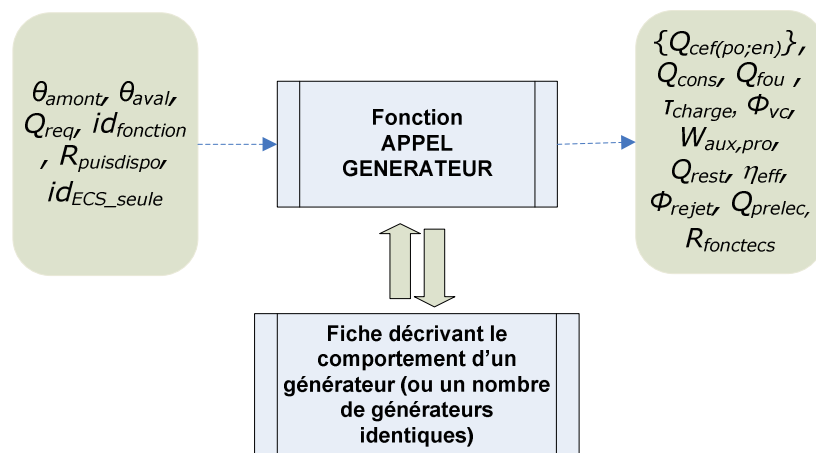 θamont, θaval,
Qreq, idfonction
, Rpuisdispo,
idECS_seule
Fonction
APPEL
GENERATEUR
{Qcef(po;en)},
Qcons, Qfou ,
τcharge, Φvc,
Waux,pro,
Qrest, ηeff,
Φrejet, Qprelec,
Rfonctecs
Fiche décrivant le
comportement d’un
générateur (ou un nombre
de générateurs
identiques)